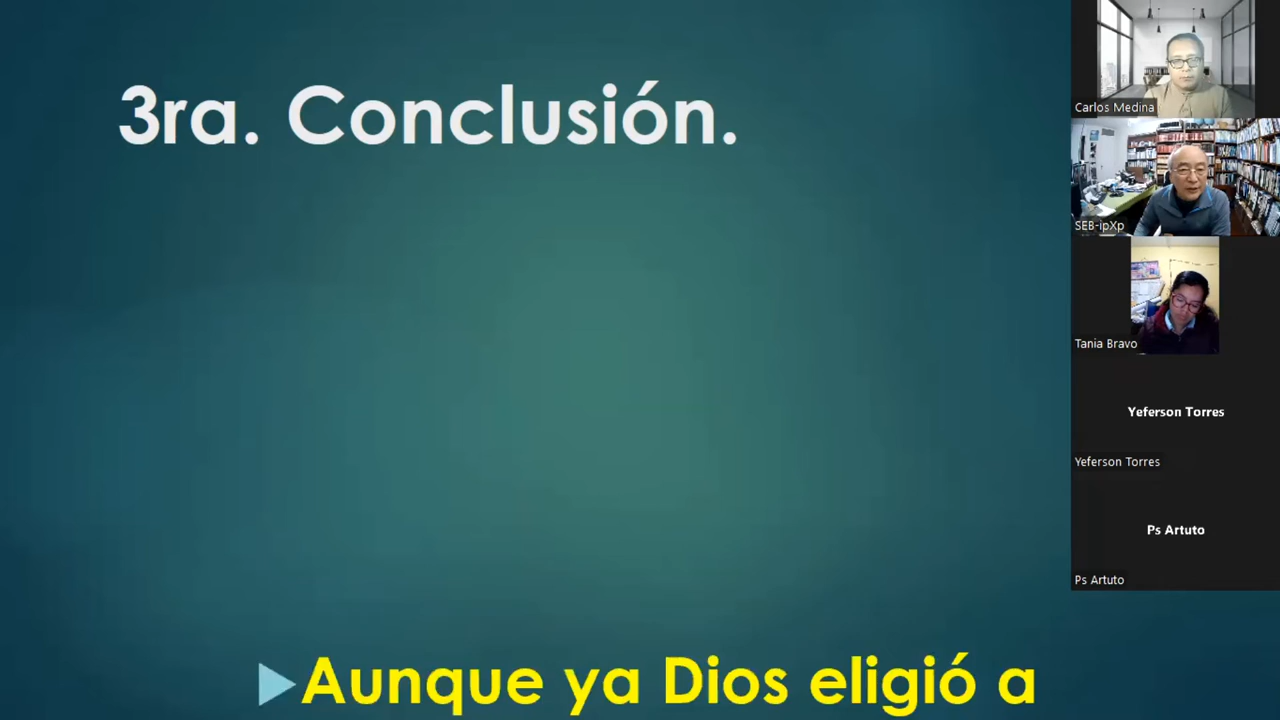 3ra. Conclusión.
Aunque ya Dios eligió a
Carlos Medina
SEB-ipXp
Tania Bravo
Yeferson Torres
Yeferson Torres
Ps Artuto
Ps Artuto